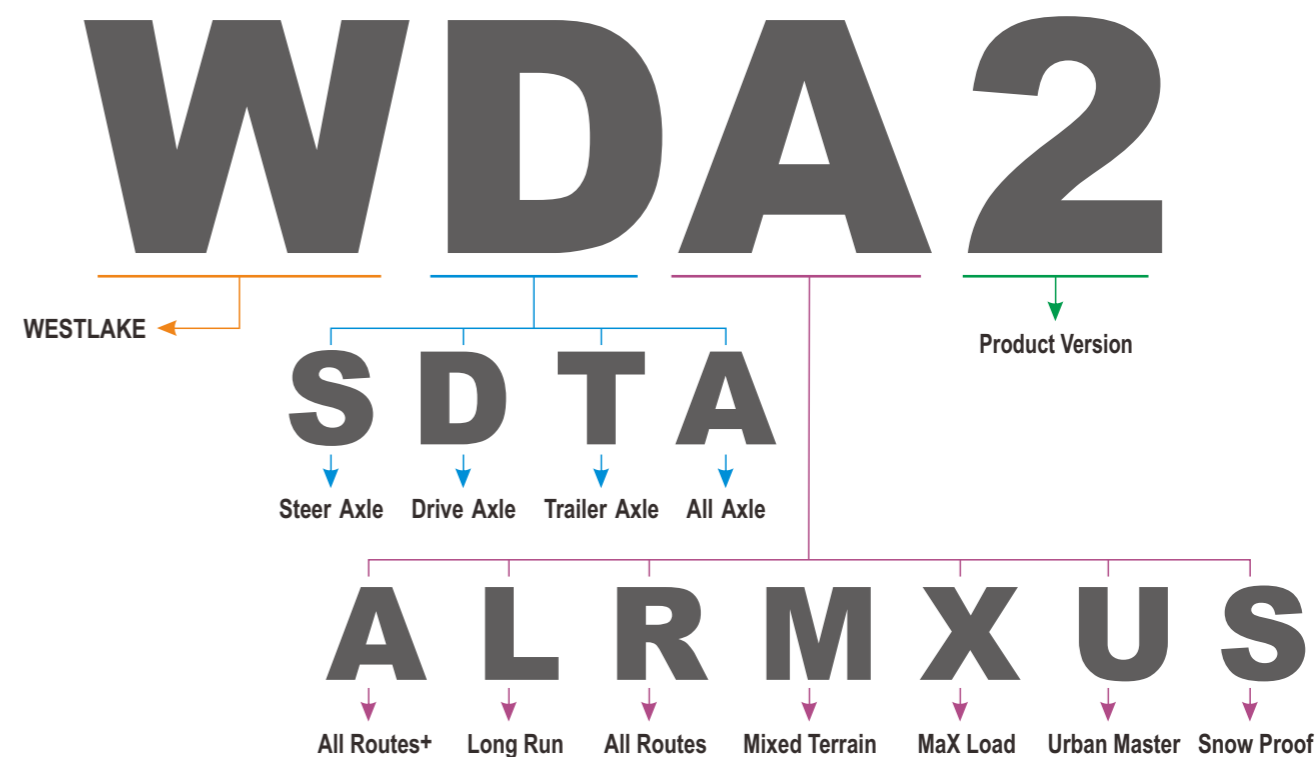 WDA2
WESTLAKE
Product Version
S D T A
Steer Axle Drive Axle Trailer Axle All Axle
A L R M X U S
All Routes+ Long Run All Routes Mixed Terrain MaX Load Urban Master Snow Proof